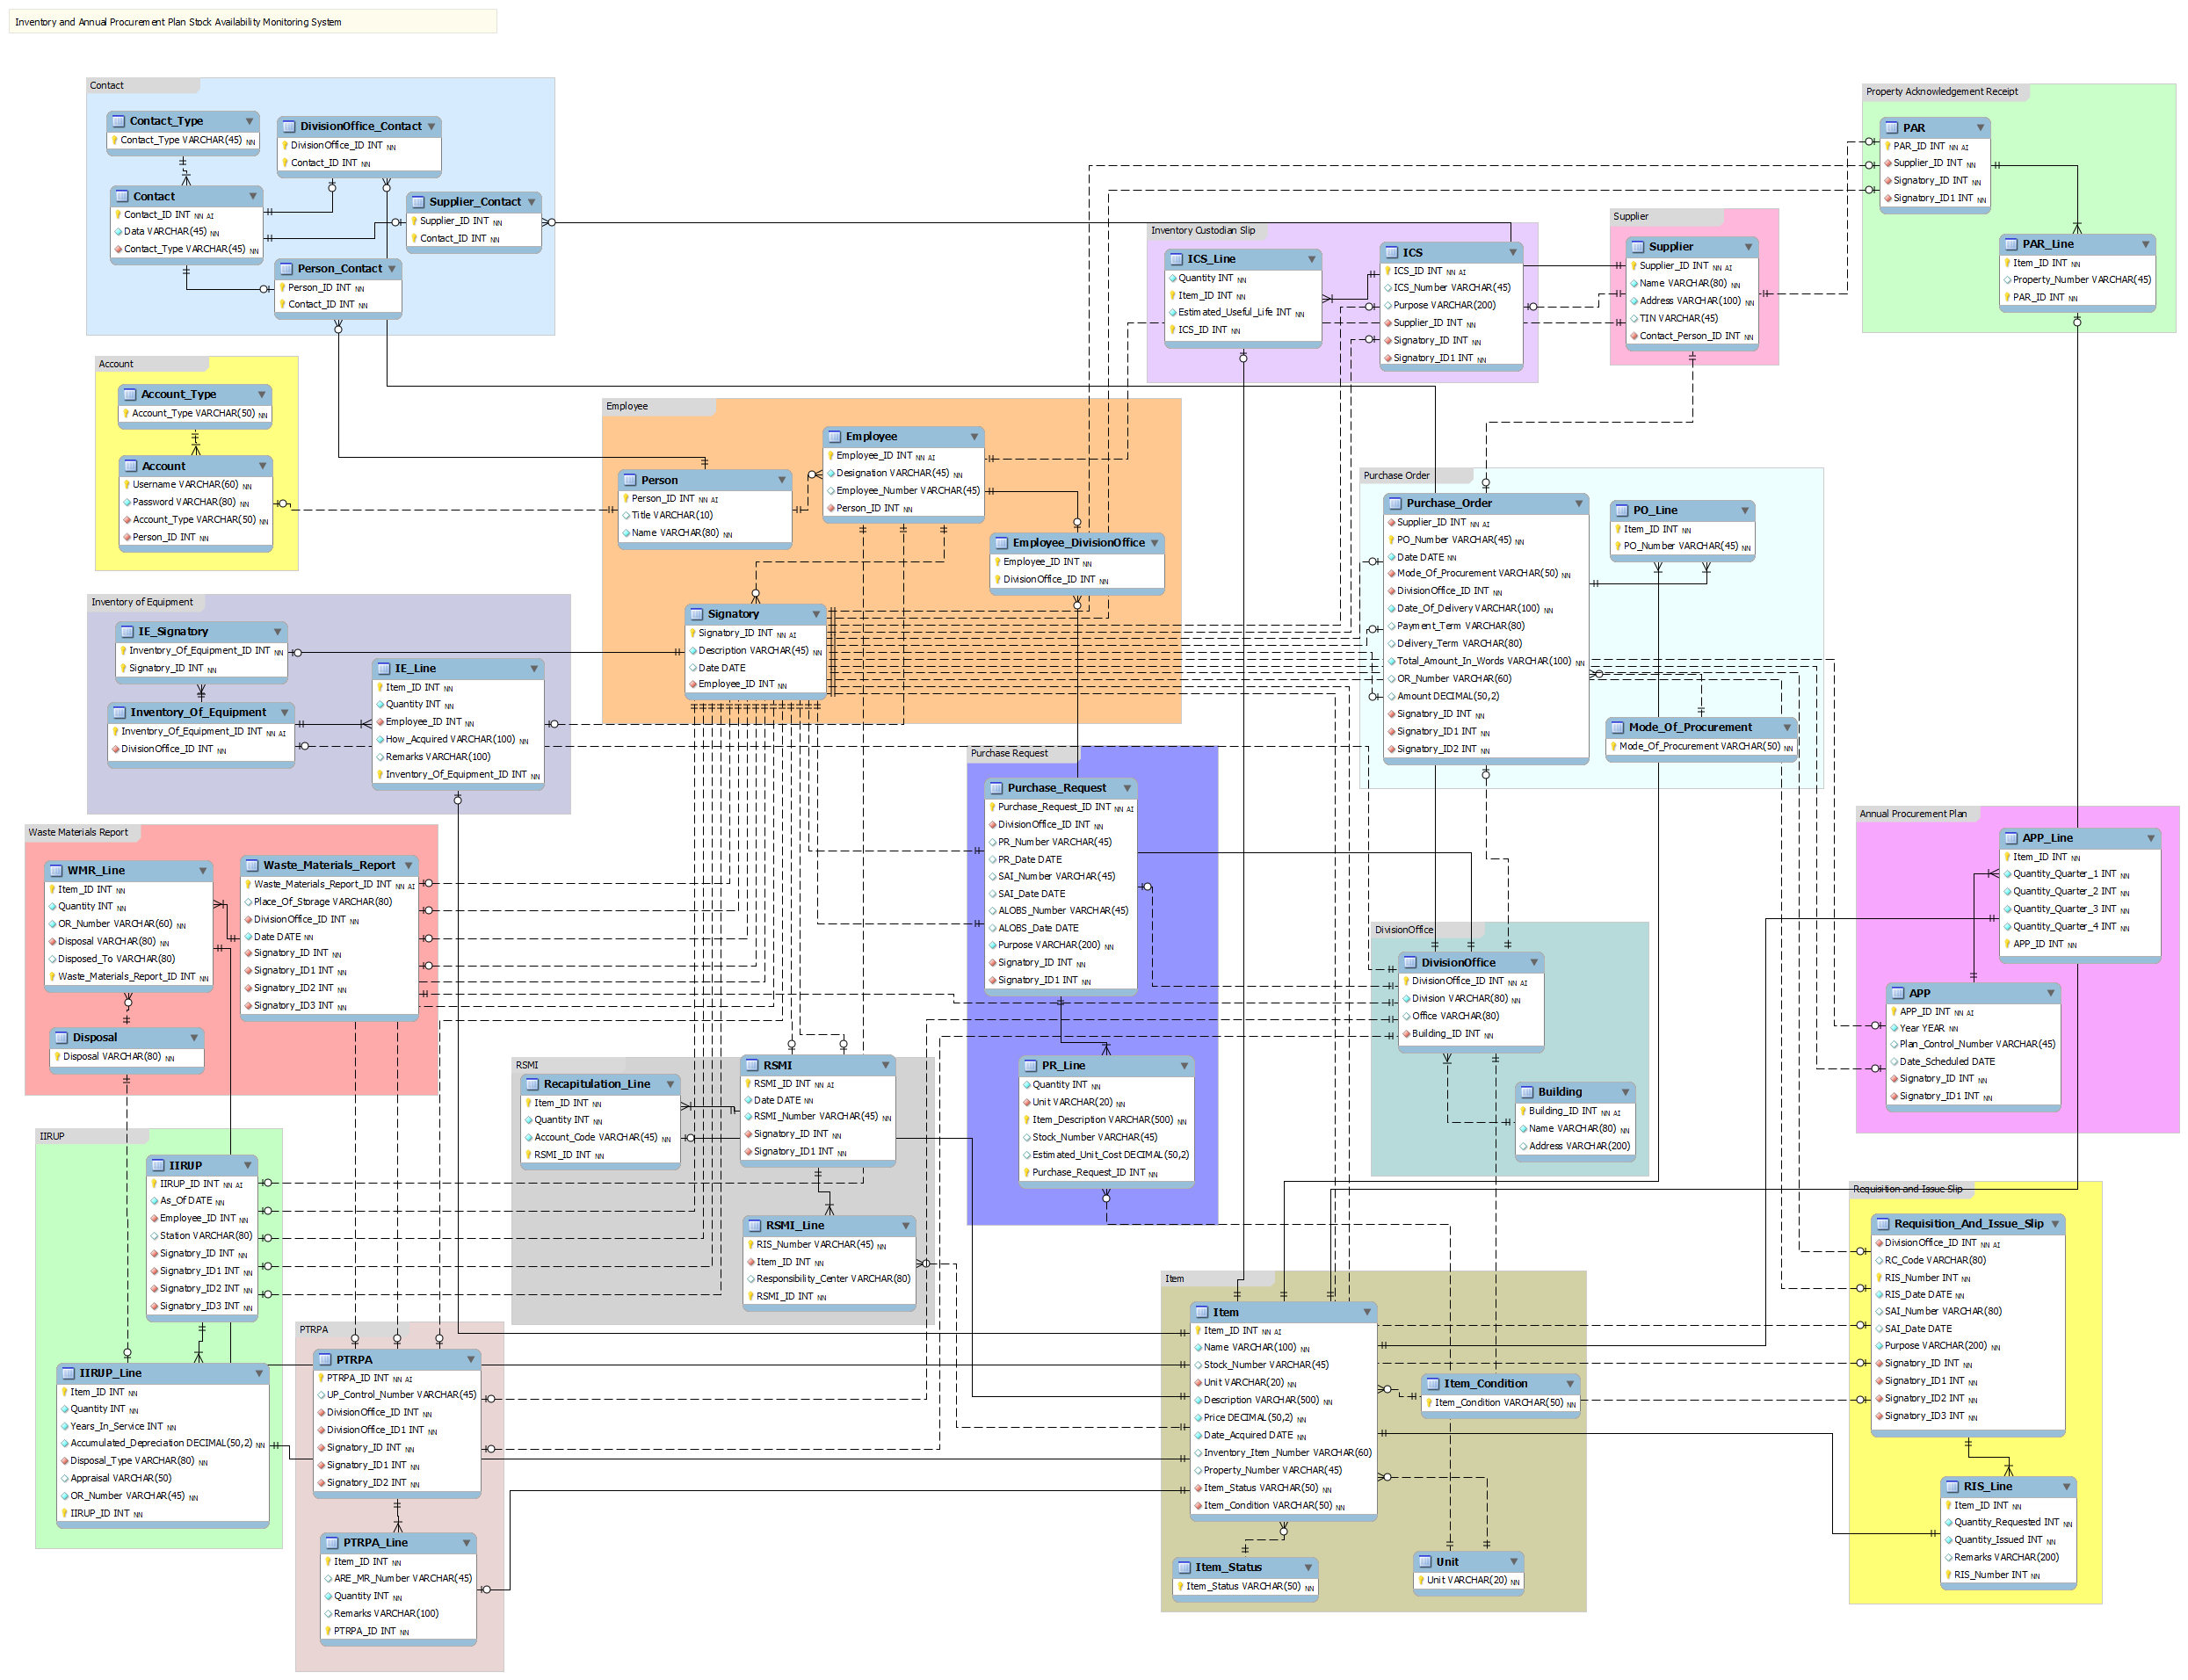 Inventory and Annual Procurement Plan Stock Availability Monitoring System
Contact
Contact_Type
Contact_Type VARCHAR(45) NN
DivisionOffice_Contact
DivisionOffice_ID INT NN
Contact_ID INT NN
Contact
Contact_ID INT NN AI
Data VARCHAR(45) NN
Contact_Type VARCHAR(45) NN
Supplier_Contact
Supplier_ID INT NN
Contact_ID INT NN
Person_Contact
Person_ID INT NN
Contact_ID INT NN
Property Acknowledgement Receipt
PAR
PAR_ID INT NN AI
Supplier_ID INT NN
Signatory_ID INT NN
Signatory_ID1 INT NN
PAR_Line
Item_ID INT NN
Property_Number VARCHAR(45)
PAR_ID INT NN
Inventory Custodian Slip
ICS_Line
Quantity INT NN
Item_ID INT NN
Estimated_Useful_Life INT NN
ICS_ID INT NN
ICS
ICS_ID INT NN AI
ICS_Number VARCHAR(45)
Purpose VARCHAR(200)
Supplier_ID INT NN
Signatory_ID INT NN
Signatory_ID1 INT NN
Supplier
Supplier
Supplier_ID INT NN AI
Name VARCHAR(80) NN
Address VARCHAR(100) NN
TIN VARCHAR(45)
Contact_Person_ID INT NN
Account
Account_Type
Account_Type VARCHAR(50) NN
Account
Username VARCHAR(60) NN
Password VARCHAR(80) NN
Account_Type VARCHAR(50) NN
Person_ID INT NN
Employee
Employee
Employee_ID INT NN AI
Designation VARCHAR(45) NN
Employee_Number VARCHAR(45)
Person_ID INT NN
Person
Person_ID INT NN AI
Title VARCHAR(10)
Name VARCHAR(80) NN
Employee_DivisionOffice
Employee_ID INT NN
DivisionOffice_ID INT NN
Signatory
Signatory_ID INT NN AI
Description VARCHAR(45) NN
Date DATE
Employee_ID INT NN
Purchase Order
Purchase_Order
Supplier_ID INT NN AI
PO_Number VARCHAR(45) NN
Date DATE NN
Mode_Of_Procurement VARCHAR(50) NN
DivisionOffice_ID INT NN
Date_Of_Delivery VARCHAR(100) NN
Payment_Term VARCHAR(80)
Delivery_Term VARCHAR(80)
Total_Amount_In_Words VARCHAR(100) NN
OR_Number VARCHAR(60)
Amount DECIMAL(50,2)
Signatory_ID INT NN
Signatory_ID1 INT NN
Signatory_ID2 INT NN
PO_Line
Item_ID INT NN
PO_Number VARCHAR(45) NN
Mode_Of_Procurement
Mode_Of_Procurement VARCHAR(50) NN
Inventory of Equipment
IE_Signatory
Inventory_Of_Equipment_ID INT NN
Signatory_ID INT NN
IE_Line
Item_ID INT NN
Quantity INT NN
Employee_ID INT NN
How_Acquired VARCHAR(100) NN
Remarks VARCHAR(100)
Inventory_Of_Equipment_ID INT NN
Inventory_Of_Equipment
Inventory_Of_Equipment_ID INT NN AI
DivisionOffice_ID INT NN
Purchase Request
Purchase_Request
Purchase_Request_ID INT NN AI
DivisionOffice_ID INT NN
PR_Number VARCHAR(45)
PR_Date DATE
SAI_Number VARCHAR(45)
SAI_Date DATE
ALOBS_Number VARCHAR(45)
ALOBS_Date DATE
Purpose VARCHAR(200) NN
Signatory_ID INT NN
Signatory_ID1 INT NN
PR_Line
Quantity INT NN
Unit VARCHAR(20) NN
Item_Description VARCHAR(500) NN
Stock_Number VARCHAR(45)
Estimated_Unit_Cost DECIMAL(50,2)
Purchase_Request_ID INT NN
Waste Materials Report
WMR_Line
Item_ID INT NN
Quantity INT NN
OR_Number VARCHAR(60) NN
Disposal VARCHAR(80) NN
Disposed_To VARCHAR(80)
Waste_Materials_Report_ID INT NN
Waste_Materials_Report
Waste_Materials_Report_ID INT NN AI
Place_Of_Storage VARCHAR(80)
DivisionOffice_ID INT NN
Date DATE NN
Signatory_ID INT NN
Signatory_ID1 INT NN
Signatory_ID2 INT NN
Signatory_ID3 INT NN
Disposal
Disposal VARCHAR(80) NN
Annual Procurement Plan
APP_Line
Item_ID INT NN
Quantity_Quarter_1 INT NN
Quantity_Quarter_2 INT NN
Quantity_Quarter_3 INT NN
Quantity_Quarter_4 INT NN
APP_ID INT NN
APP
APP_ID INT NN AI
Year YEAR NN
Plan_Control_Number VARCHAR(45)
Date_Scheduled DATE
Signatory_ID INT NN
Signatory_ID1 INT NN
DivisionOffice
DivisionOffice
DivisionOffice_ID INT NN AI
Division VARCHAR(80) NN
Office VARCHAR(80)
Building_ID INT NN
Building
Building_ID INT NN AI
Name VARCHAR(80) NN
Address VARCHAR(200)
RSMI
Recapitulation_Line
Item_ID INT NN
Quantity INT NN
Account_Code VARCHAR(45) NN
RSMI_ID INT NN
RSMI
RSMI_ID INT NN AI
Date DATE NN
RSMI_Number VARCHAR(45) NN
Signatory_ID INT NN
Signatory_ID1 INT NN
RSMI_Line
RIS_Number VARCHAR(45) NN
Item_ID INT NN
Responsibility_Center VARCHAR(80)
RSMI_ID INT NN
IIRUP
IIRUP
IIRUP_ID INT NN AI
As_Of DATE NN
Employee_ID INT NN
Station VARCHAR(80)
Signatory_ID INT NN
Signatory_ID1 INT NN
Signatory_ID2 INT NN
Signatory_ID3 INT NN
IIRUP_Line
Item_ID INT NN
Quantity INT NN
Years_In_Service INT NN
Accumulated_Depreciation DECIMAL(50,2) NN
Disposal_Type VARCHAR(80) NN
Appraisal VARCHAR(50)
OR_Number VARCHAR(45) NN
IIRUP_ID INT NN
PTRPA
PTRPA
PTRPA_ID INT NN AI
UP_Control_Number VARCHAR(45)
DivisionOffice_ID INT NN
DivisionOffice_ID1 INT NN
Signatory_ID INT NN
Signatory_ID1 INT NN
Signatory_ID2 INT NN
PTRPA_Line
Item_ID INT NN
ARE_MR_Number VARCHAR(45)
Quantity INT NN
Remarks VARCHAR(100)
PTRPA_ID INT NN
Item
Item
Item_ID INT NN AI
Name VARCHAR(100) NN
Stock_Number VARCHAR(45)
Unit VARCHAR(20) NN
Description VARCHAR(500) NN
Price DECIMAL(50,2) NN
Date_Acquired DATE NN
Inventory_Item_Number VARCHAR(60)
Property_Number VARCHAR(45)
Item_Status VARCHAR(50) NN
Item_Condition VARCHAR(50) NN
Item_Condition
Item_Condition VARCHAR(50) NN
Item_Status
Item_Status VARCHAR(50) NN
Unit
Unit VARCHAR(20) NN
Requisition and Issue Slip
Requisition_And_Issue_Slip
DivisionOffice_ID INT NN AI
RC_Code VARCHAR(80)
RIS_Number INT NN
RIS_Date DATE NN
SAI_Number VARCHAR(80)
SAI_Date DATE
Purpose VARCHAR(200) NN
Signatory_ID INT NN
Signatory_ID1 INT NN
Signatory_ID2 INT NN
Signatory_ID3 INT NN
RIS_Line
Item_ID INT NN
Quantity_Requested INT NN
Quantity_Issued INT NN
Remarks VARCHAR(200)
RIS_Number INT NN